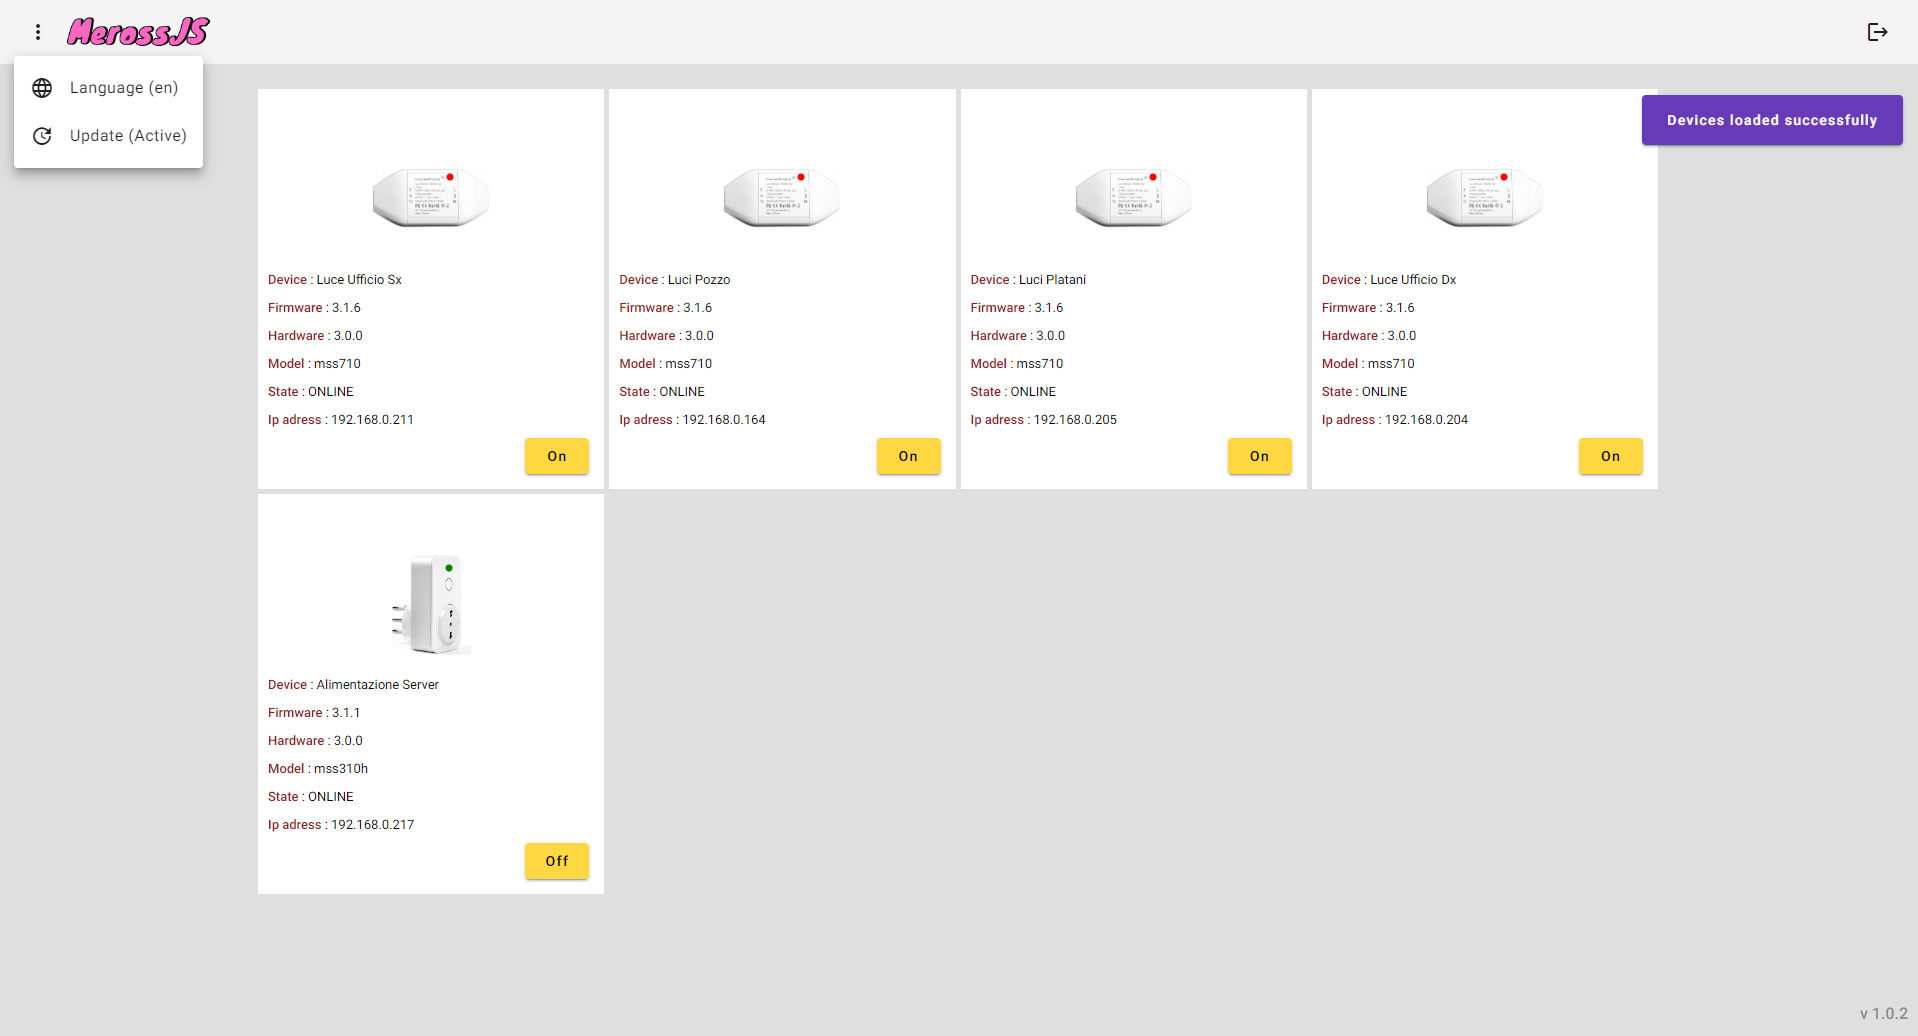 MerossJS
Language (en)
Update (Active)
Devices loaded successfully
Device : Luce Ufficio Sx
Firmware : 3.1.6
Hardware : 3.0.0
Model : mss710
State : ONLINE
Ip adress : 192.168.0.211
On
Device : Luci Pozzo
Firmware : 3.1.6
Hardware : 3.0.0
Model : mss710
State : ONLINE
Ip adress : 192.168.0.164
On
Device : Luci Platani
Firmware : 3.1.6
Hardware : 3.0.0
Model : mss710
State : ONLINE
Ip adress : 192.168.0.205
On
Device : Luce Ufficio Dx
Firmware : 3.1.6
Hardware : 3.0.0
Model : mss710
State : ONLINE
Ip adress : 192.168.0.204
On
Device : Alimentazione Server
Firmware : 3.1.1
Hardware : 3.0.0
Model : mss310h
State : ONLINE
Ip adress : 192.168.0.217
Off
v 1.0.2